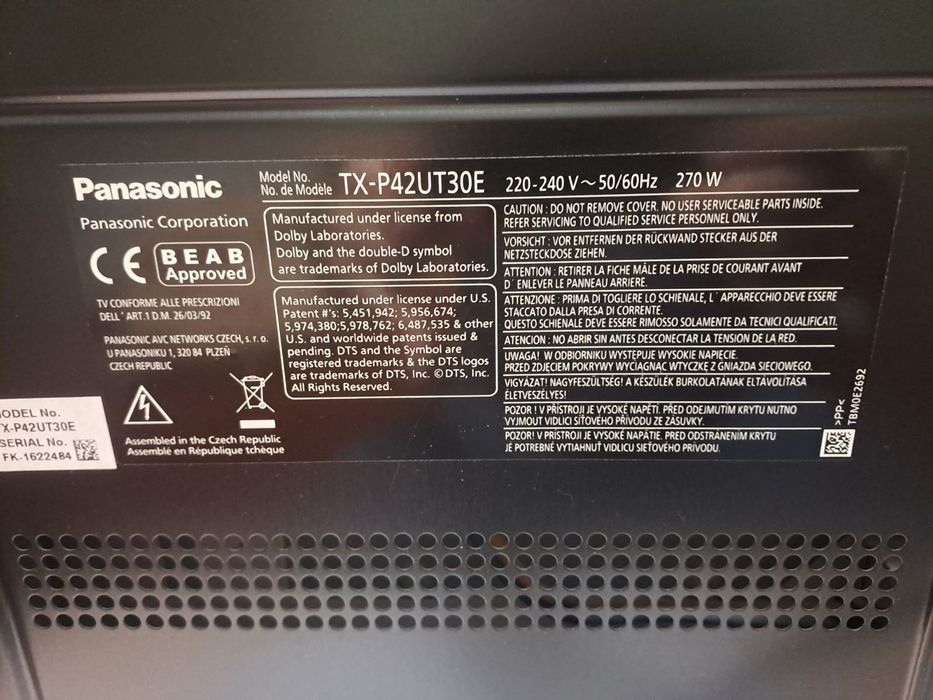 Panasonic
Model No.
No. de Modèle
TX-P42UT30E
220-240 V~50/60Hz 270 W
Panasonic Corporation
CE
BEAB
Approved
TV CONFORME ALLE PRESCRIZIONI
DELL' ART.1 D.M. 26/03/92
PANASONIC AVC NETWORKS CZECH, s. r. o.
U PANASONIKU 1, 320 84 PLZEŇ
CZECH REPUBLIC
Assembled in the Czech Republic
Assemblé en République tchèque
Manufactured under license from
Dolby Laboratories.
Dolby and the double-D symbol
are trademarks of Dolby Laboratories.
Manufactured under license under U.S.
Patent #'s: 5,451,942; 5,956,674;
5,974,380;5,978,762; 6,487,535 & other
U.S. and worldwide patents issued &
pending. DTS and the Symbol are
registered trademarks & the DTS logos
are trademarks of DTS, Inc. © DTS, Inc.
All Rights Reserved.
CAUTION : DO NOT REMOVE COVER. NO USER SERVICEABLE PARTS INSIDE.
REFER SERVICING TO QUALIFIED SERVICE PERSONNEL ONLY.
VORSICHT : VOR ENTFERNEN DER RÜCKWAND STECKER AUS DER
NETZSTECKDOSE ZIEHEN.
ATTENTION : RETIRER LA FICHE MÂLE DE LA PRISE DE COURANT AVANT
D' ENLEVER LE PANNEAU ARRIERE.
ATTENZIONE : PRIMA DI TOGLIERE LO SCHIENALE, L' APPARECCHIO DEVE ESSERE
STACCATO DALLA PRESA DI CORRENTE.
QUESTO SCHIENALE DEVE ESSERE RIMOSSO SOLAMENTE DA TECNICI QUALIFICATI.
ATENCION : NO ABRIR SIN ANTES DESCONECTAR LA TENSION DE LA RED.
UWAGA! W ODBIORNIKU WYSTĘPUJE WYSOKIE NAPIĘCIE.
PRZED ZDJĘCIEM POKRYWY WYCIĄGNĄĆ WTYCZKĘ Z GNIAZDA SIECIOWEGO.
VIGYÁZAT! NAGYFESZÜLTSÉG! A KÉSZÜLÉK BURKOLATÁNAK ELTÁVOLÍTÁSA
ÉLETVESZÉLYES!
POZOR ! V PŘÍSTROJI JE VYSOKÉ NAPĚTÍ. PŘED ODEJMUTÍM KRYTU NUTNO
VYJMOUT VIDLICI SÍŤOVÉHO PŘÍVODU ZE ZÁSUVKY.
POZOR! V PRÍSTROJI JE VYSOKÉ NAPÄTIE. PRED ODSTRÁNENÍM KRYTU
JE POTREBNÉ VYTIAHNUŤ VIDLICU SIEŤOVÉHO PRÍVODU.
>PP<
TBM0E2692
MODEL No.
TX-P42UT30E
SERIAL No.
FK-1622484